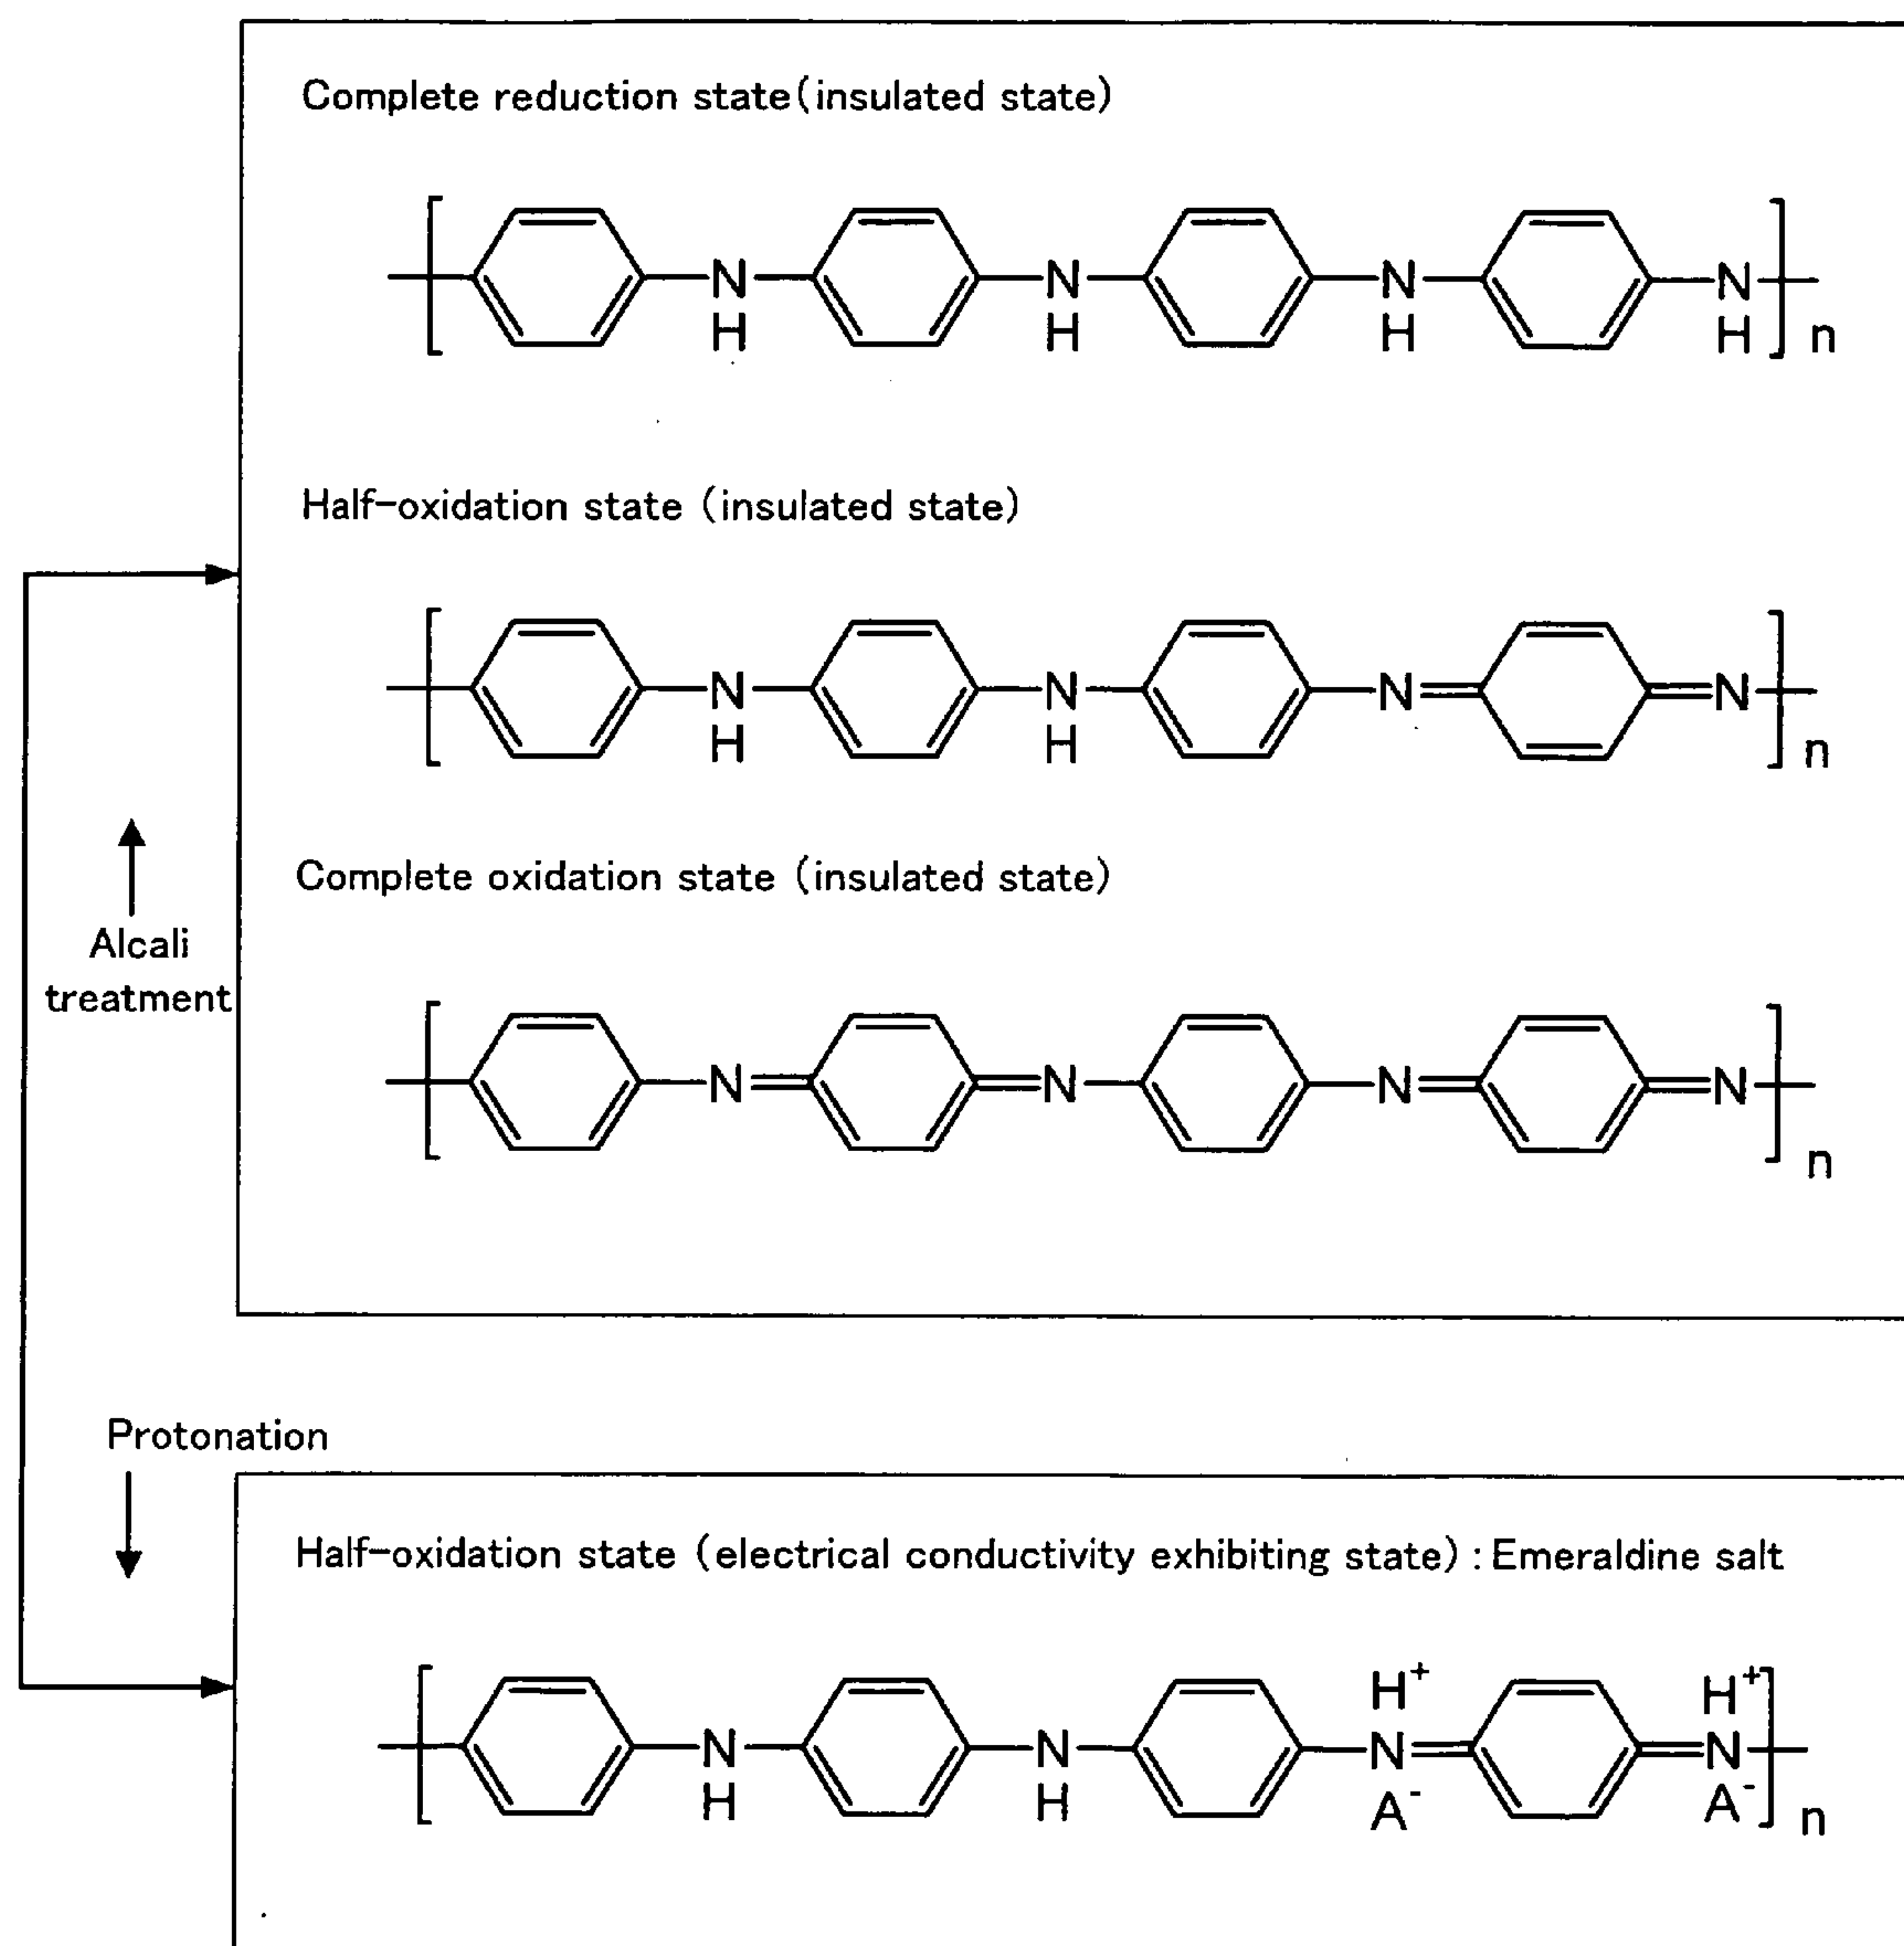 Complete reduction state(insulated state)
N N N N
H H H H n
Half-oxidation state (insulated state)
N N N N
H H n
Complete oxidation state (insulated state)
N N N N
n
Alcali
treatment
Protonation
Half-oxidation state (electrical conductivity exhibiting state) : Emeraldine salt
H+ H+
N N N N
H H A- A- n